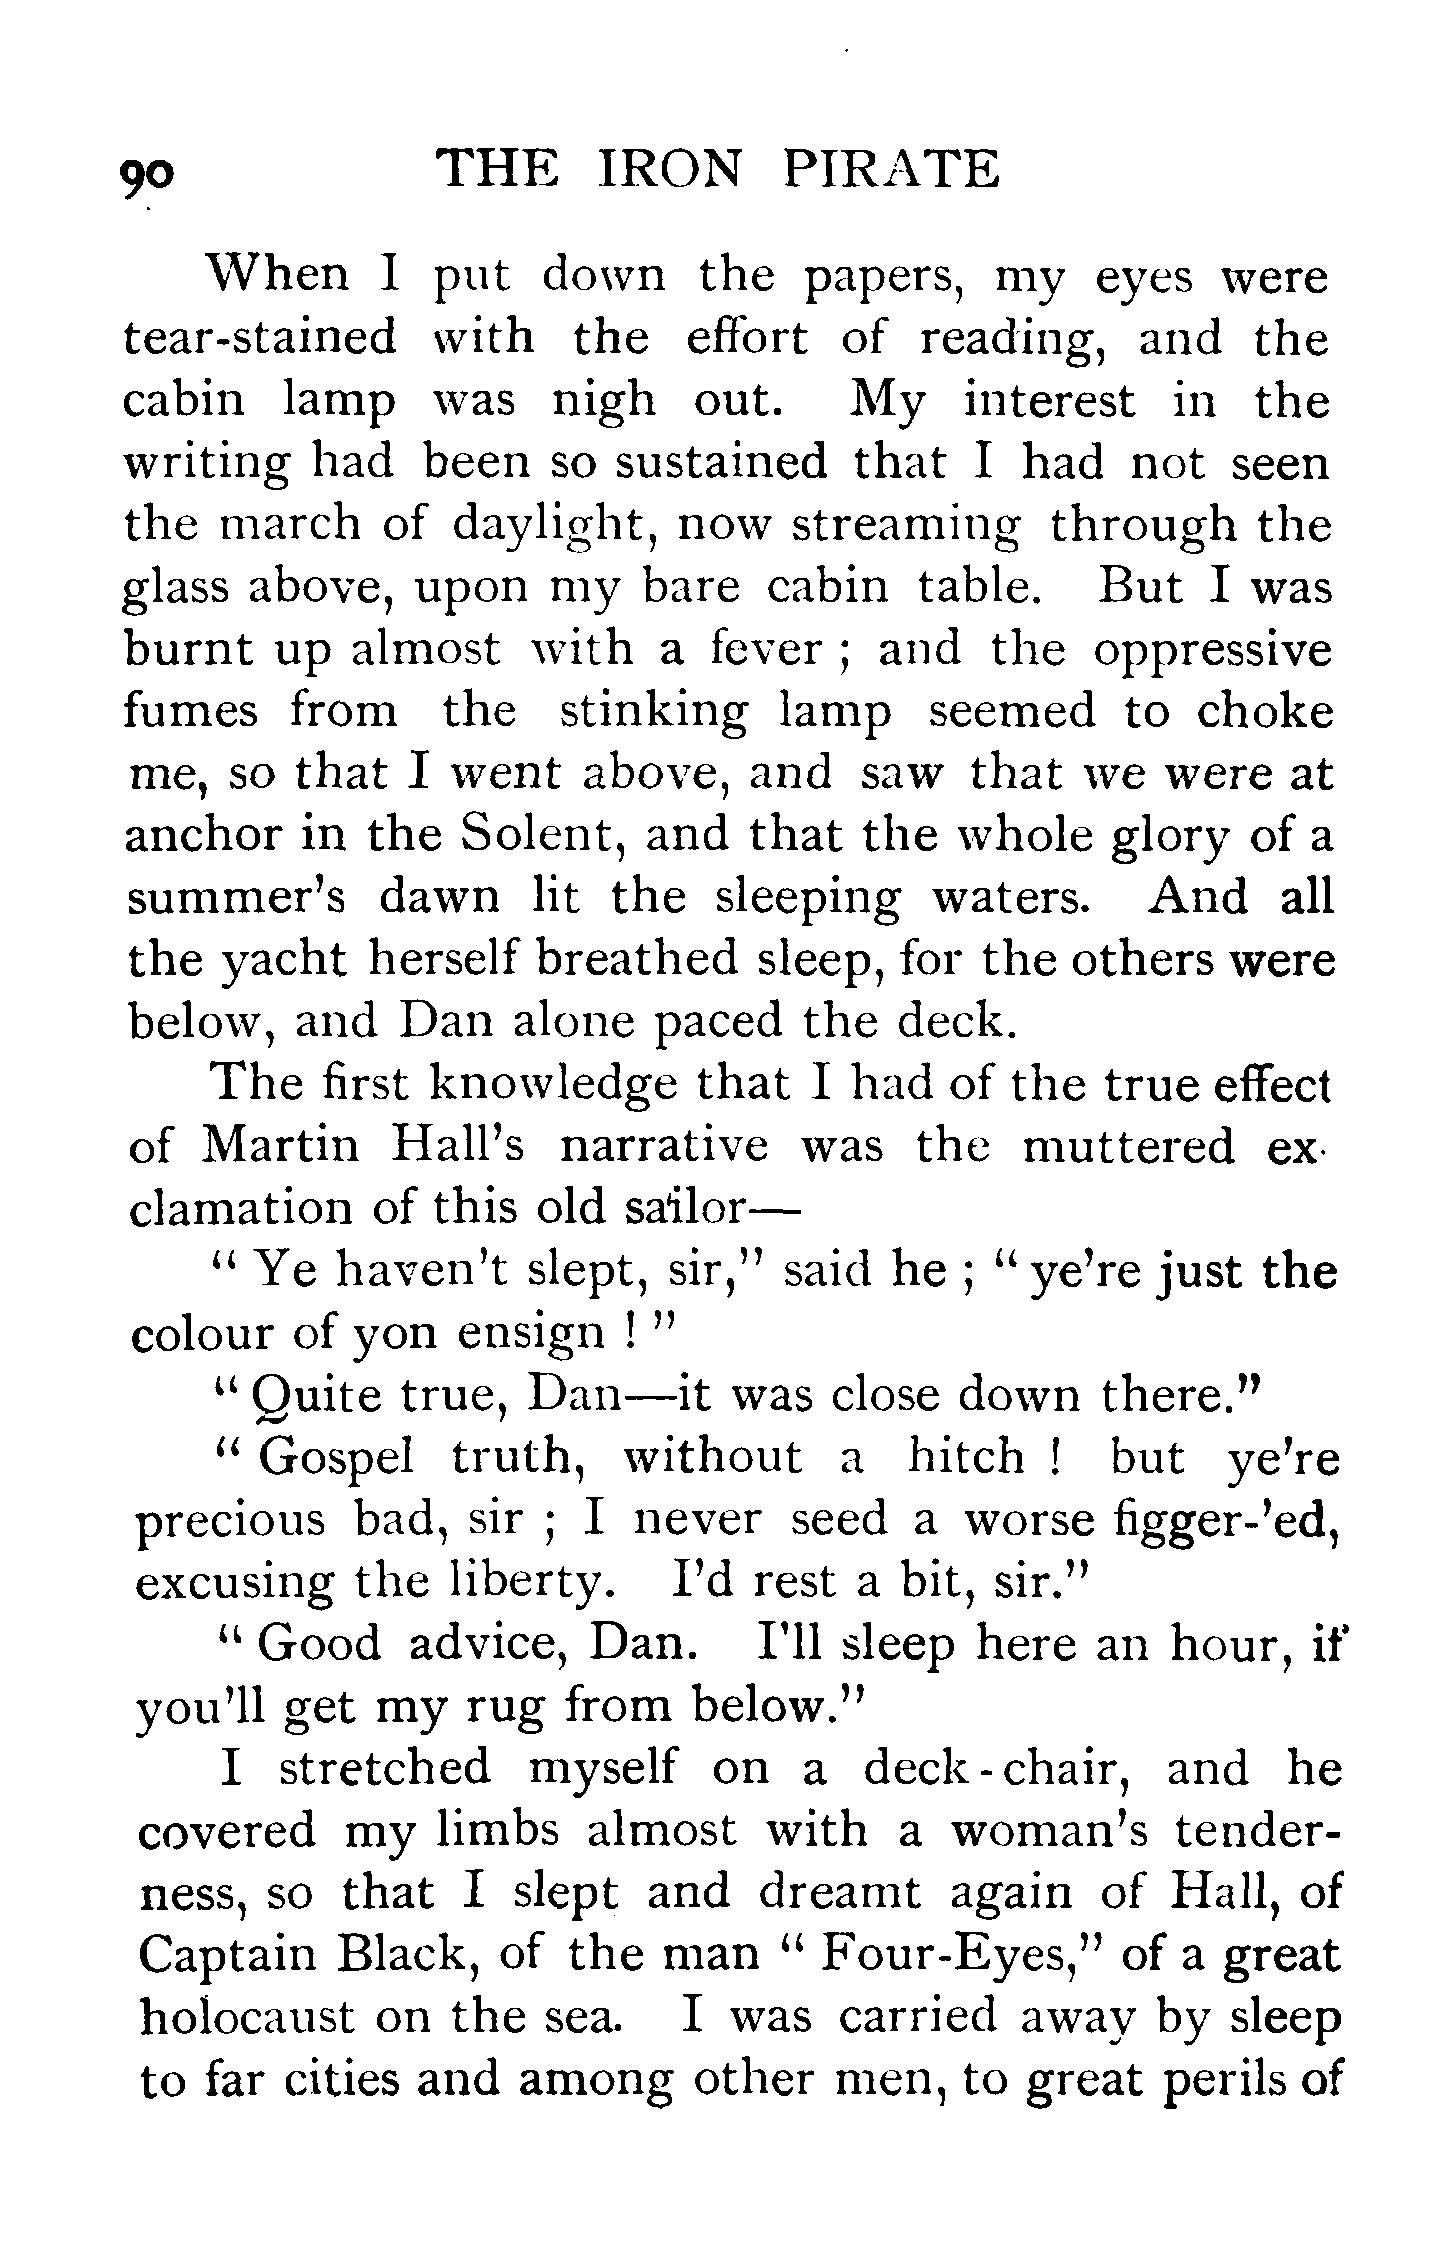 90 THE IRON PIRATE
When I put down the papers, my eyes were
tear-stained with the effort of reading, and the
cabin lamp was nigh out. My interest in the
writing had been so sustained that I had not seen
the march of daylight, now streaming through the
glass above, upon my bare cabin table. But I was
burnt up almost with a fever ; and the oppressive
fumes from the stinking lamp seemed to choke
me, so that I went above, and saw that we were at
anchor in the Solent, and that the whole glory of a
summer's dawn lit the sleeping waters. And all
the yacht herself breathed sleep, for the others were
below, and Dan alone paced the deck.
The first knowledge that I had of the true effect
of Martin Hall's narrative was the muttered ex-
clamation of this old sailor—
" Ye haven't slept, sir," said he ; " ye're just the
colour of yon ensign ! "
" Quite true, Dan—it was close down there."
" Gospel truth, without a hitch ! but ye're
precious bad, sir ; I never seed a worse figger-'ed,
excusing the liberty. I'd rest a bit, sir."
" Good advice, Dan. I'll sleep here an hour, if
you'll get my rug from below."
I stretched myself on a deck-chair, and he
covered my limbs almost with a woman's tender-
ness, so that I slept and dreamt again of Hall, of
Captain Black, of the man " Four-Eyes," of a great
holocaust on the sea. I was carried away by sleep
to far cities and among other men, to great perils of